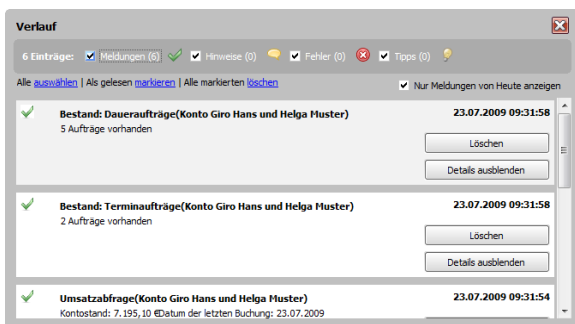 Verlauf
6 Einträge: Meldungen (6) Hinweise (0) Fehler (0) Tipps (0)
Alle auswählen | Als gelesen markieren | Alle markierten löschen Nur Meldungen von Heute anzeigen
Bestand: Daueraufträge(Konto Giro Hans und Helga Muster) 23.07.2009 09:31:58
5 Aufträge vorhanden
Löschen
Details ausblenden
Bestand: Terminaufträge(Konto Giro Hans und Helga Muster) 23.07.2009 09:31:58
2 Aufträge vorhanden
Löschen
Details ausblenden
Umsatzabfrage(Konto Giro Hans und Helga Muster) 23.07.2009 09:31:54
Kontostand: 7.195,10 €Datum der letzten Buchung: 23.07.2009